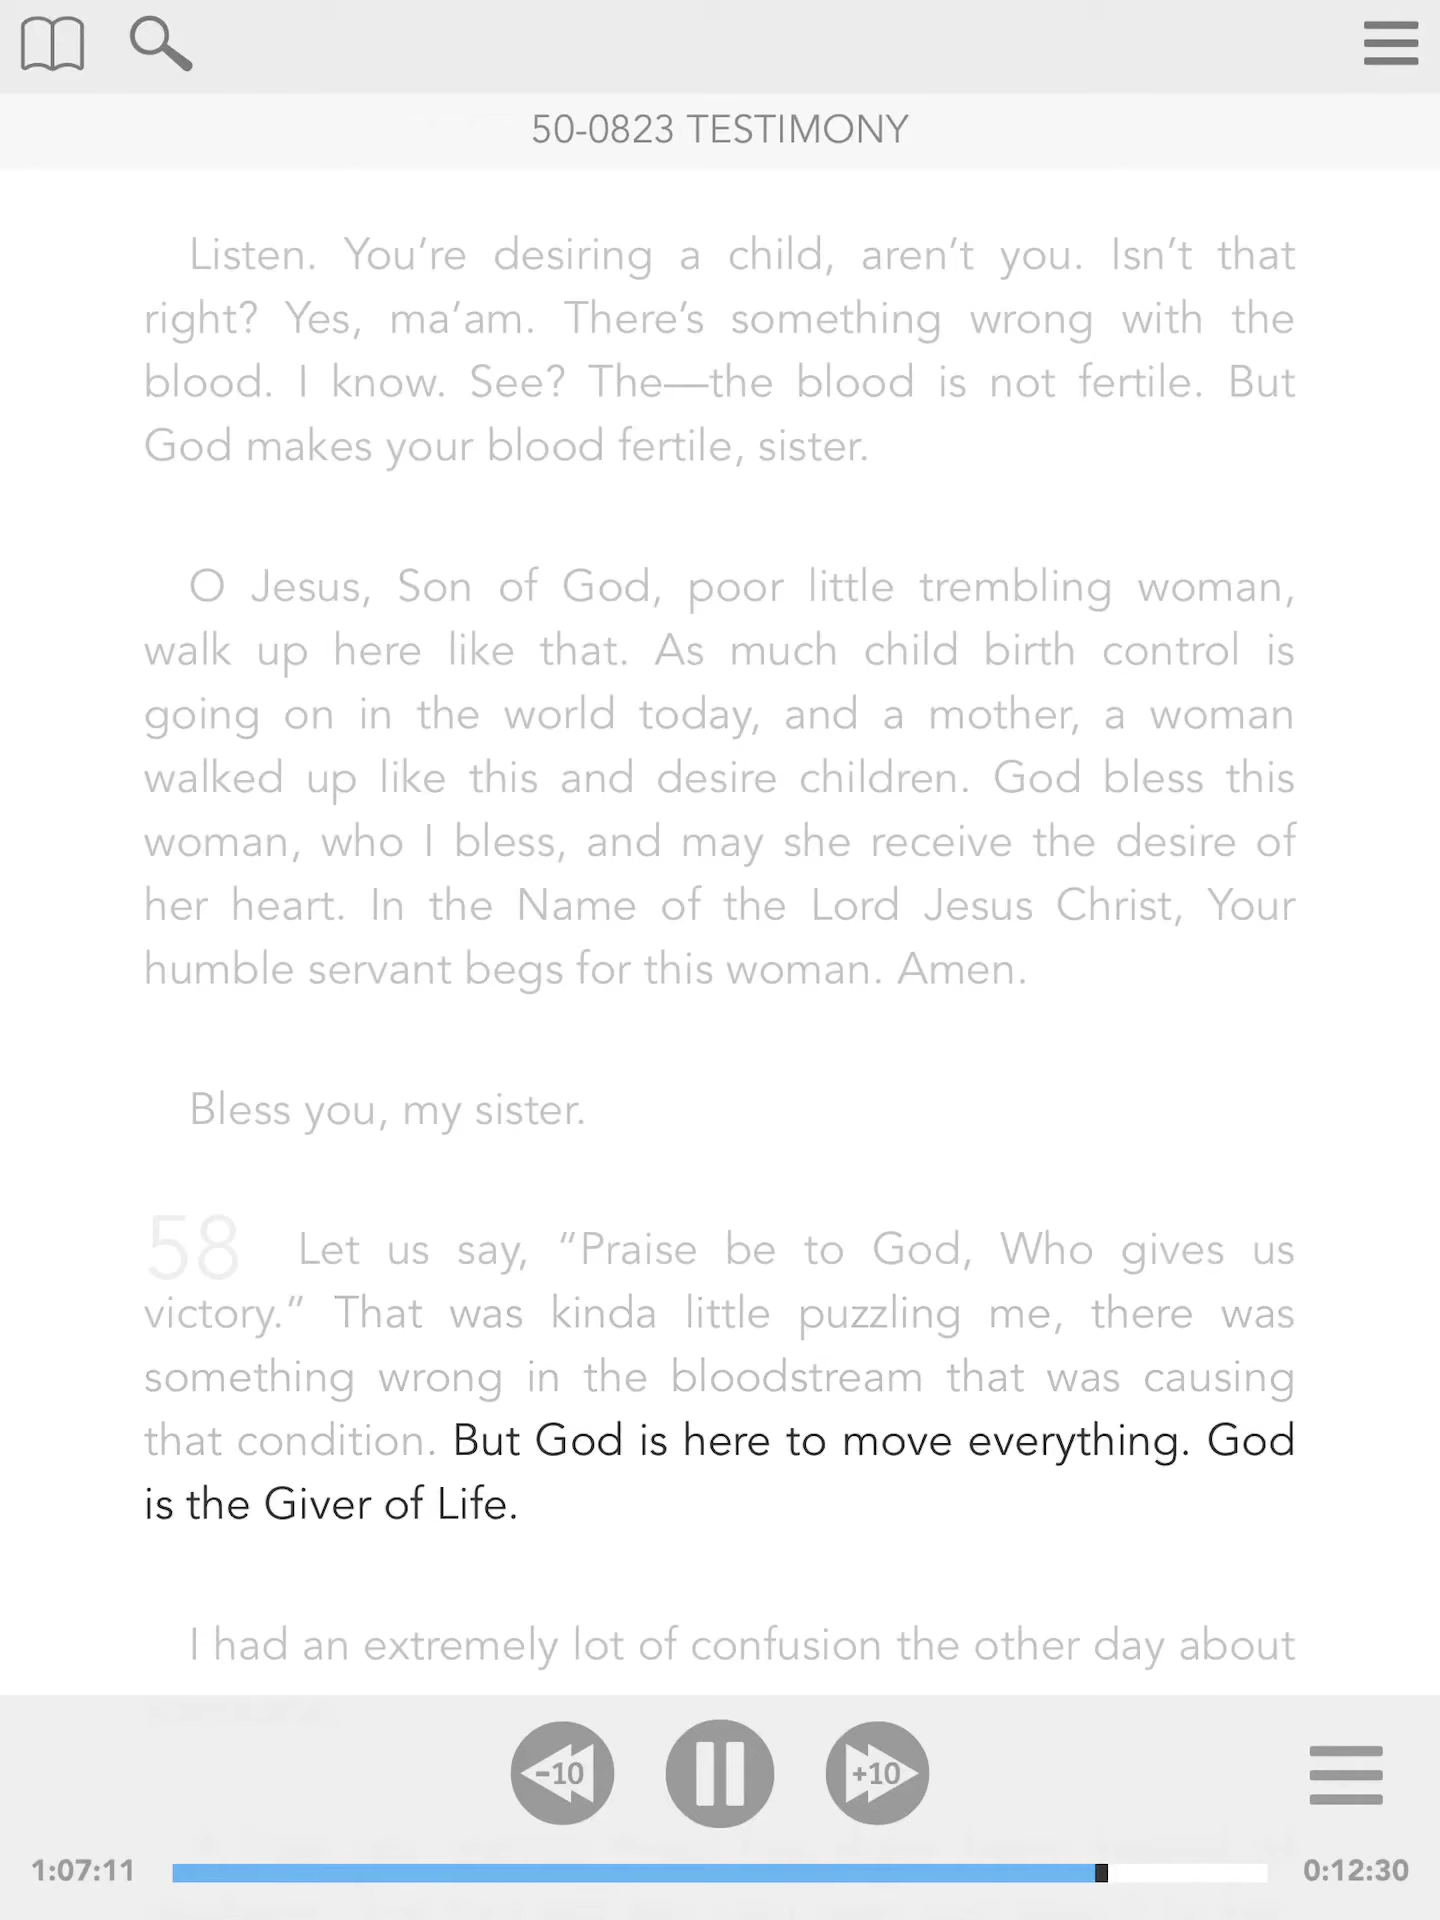 50-0823 TESTIMONY
Listen. You’re desiring a child, aren’t you. Isn’t that
right? Yes, ma’am. There’s something wrong with the
blood. I know. See? The—the blood is not fertile. But
God makes your blood fertile, sister.
O Jesus, Son of God, poor little trembling woman,
walk up here like that. As much child birth control is
going on in the world today, and a mother, a woman
walked up like this and desire children. God bless this
woman, who I bless, and may she receive the desire of
her heart. In the Name of the Lord Jesus Christ, Your
humble servant begs for this woman. Amen.
Bless you, my sister.
58 Let us say, “Praise be to God, Who gives us
victory.” That was kinda little puzzling me, there was
something wrong in the bloodstream that was causing
that condition. But God is here to move everything. God
is the Giver of Life.
I had an extremely lot of confusion the other day about
-10 +10
1:07:11 0:12:30